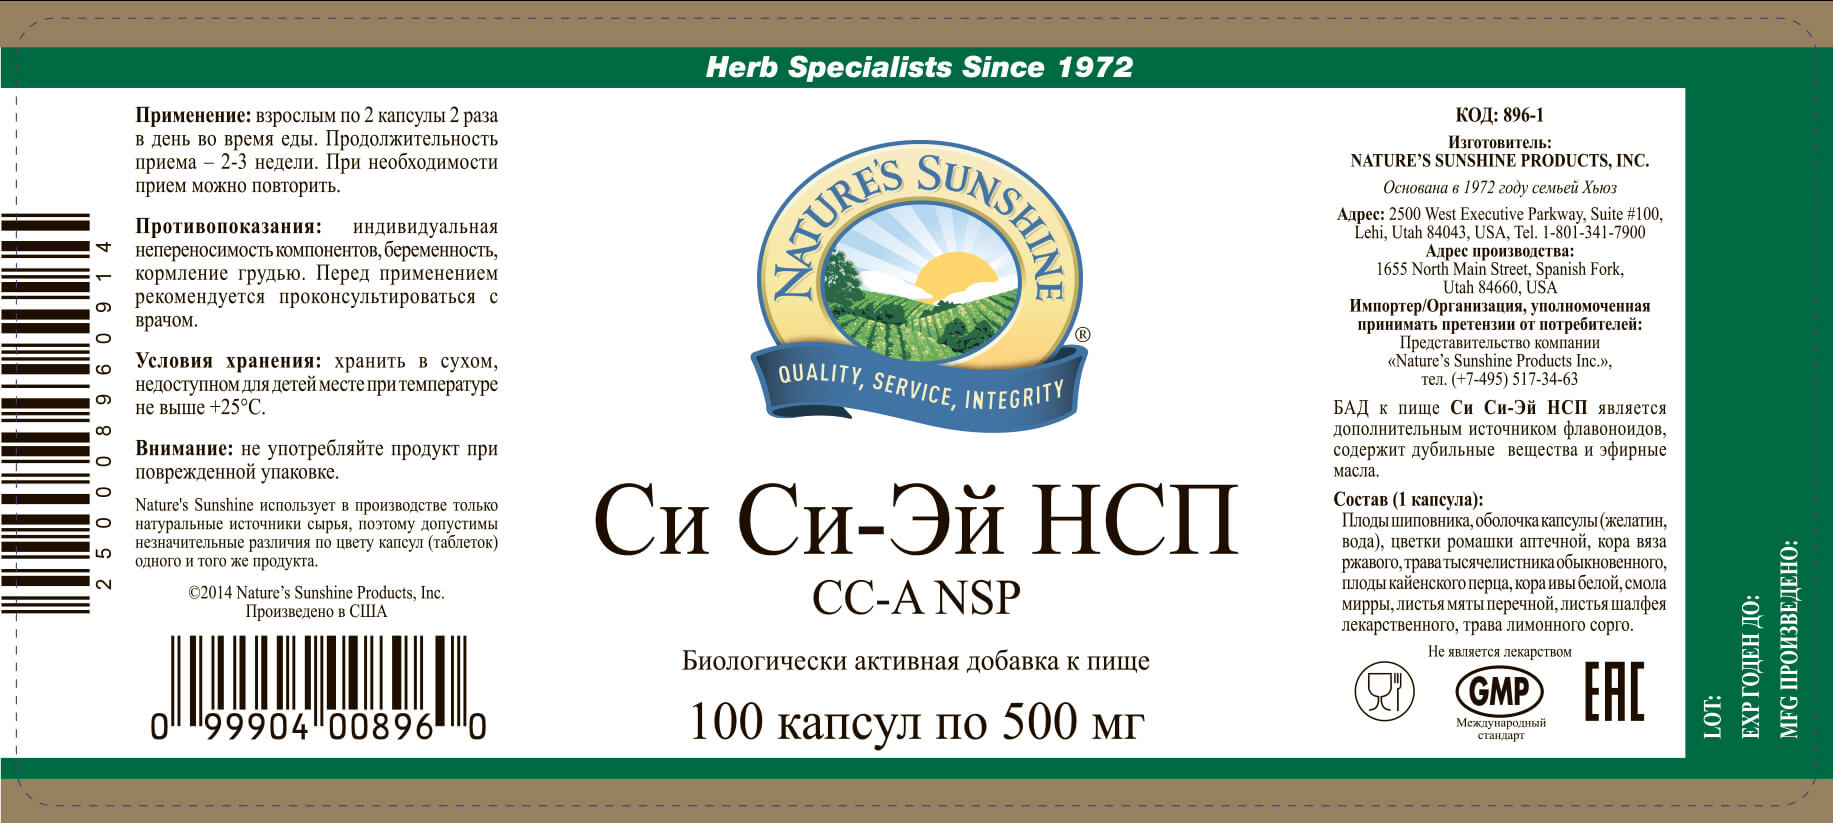 Herb Specialists Since 1972
Применение: взрослым по 2 капсулы 2 раза
в день во время еды. Продолжительность
приема – 2-3 недели. При необходимости
прием можно повторить.
Противопоказания: индивидуальная
непереносимость компонентов, беременность,
кормление грудью. Перед применением
рекомендуется проконсультироваться с
врачом.
Условия хранения: хранить в сухом,
недоступном для детей месте при температуре
не выше +25°С.
Внимание: не употребляйте продукт при
поврежденной упаковке.
Nature's Sunshine использует в производстве только
натуральные источники сырья, поэтому допустимы
незначительные различия по цвету капсул (таблеток)
одного и того же продукта.
©2014 Nature’s Sunshine Products, Inc.
Произведено в США
0 99904 00896 0
25008960914
NATURE'S SUNSHINE
®
QUALITY, SERVICE, INTEGRITY
Си Си-Эй НСП
CC-A NSP
Биологически активная добавка к пище
100 капсул по 500 мг
КОД: 896-1
Изготовитель:
NATURE’S SUNSHINE PRODUCTS, INC.
Основана в 1972 году семьей Хьюз
Адрес: 2500 West Executive Parkway, Suite #100,
Lehi, Utah 84043, USA, Tel. 1-801-341-7900
Адрес производства:
1655 North Main Street, Spanish Fork,
Utah 84660, USA
Импортер/Организация, уполномоченная
принимать претензии от потребителей:
Представительство компании
«Nature’s Sunshine Products Inc.»,
тел. (+7-495) 517-34-63
БАД к пище Си Си-Эй НСП является
дополнительным источником флавоноидов,
содержит дубильные вещества и эфирные
масла.
Состав (1 капсула):
Плоды шиповника, оболочка капсулы (желатин,
вода), цветки ромашки аптечной, кора вяза
ржавого, трава тысячелистника обыкновенного,
плоды кайенского перца, кора ивы белой, смола
мирры, листья мяты перечной, листья шалфея
лекарственного, трава лимонного сорго.
Не является лекарством
GMP
Международный
стандарт
EAC
LOT:
EXP ГОДЕН ДО:
MFG ПРОИЗВЕДЕНО: